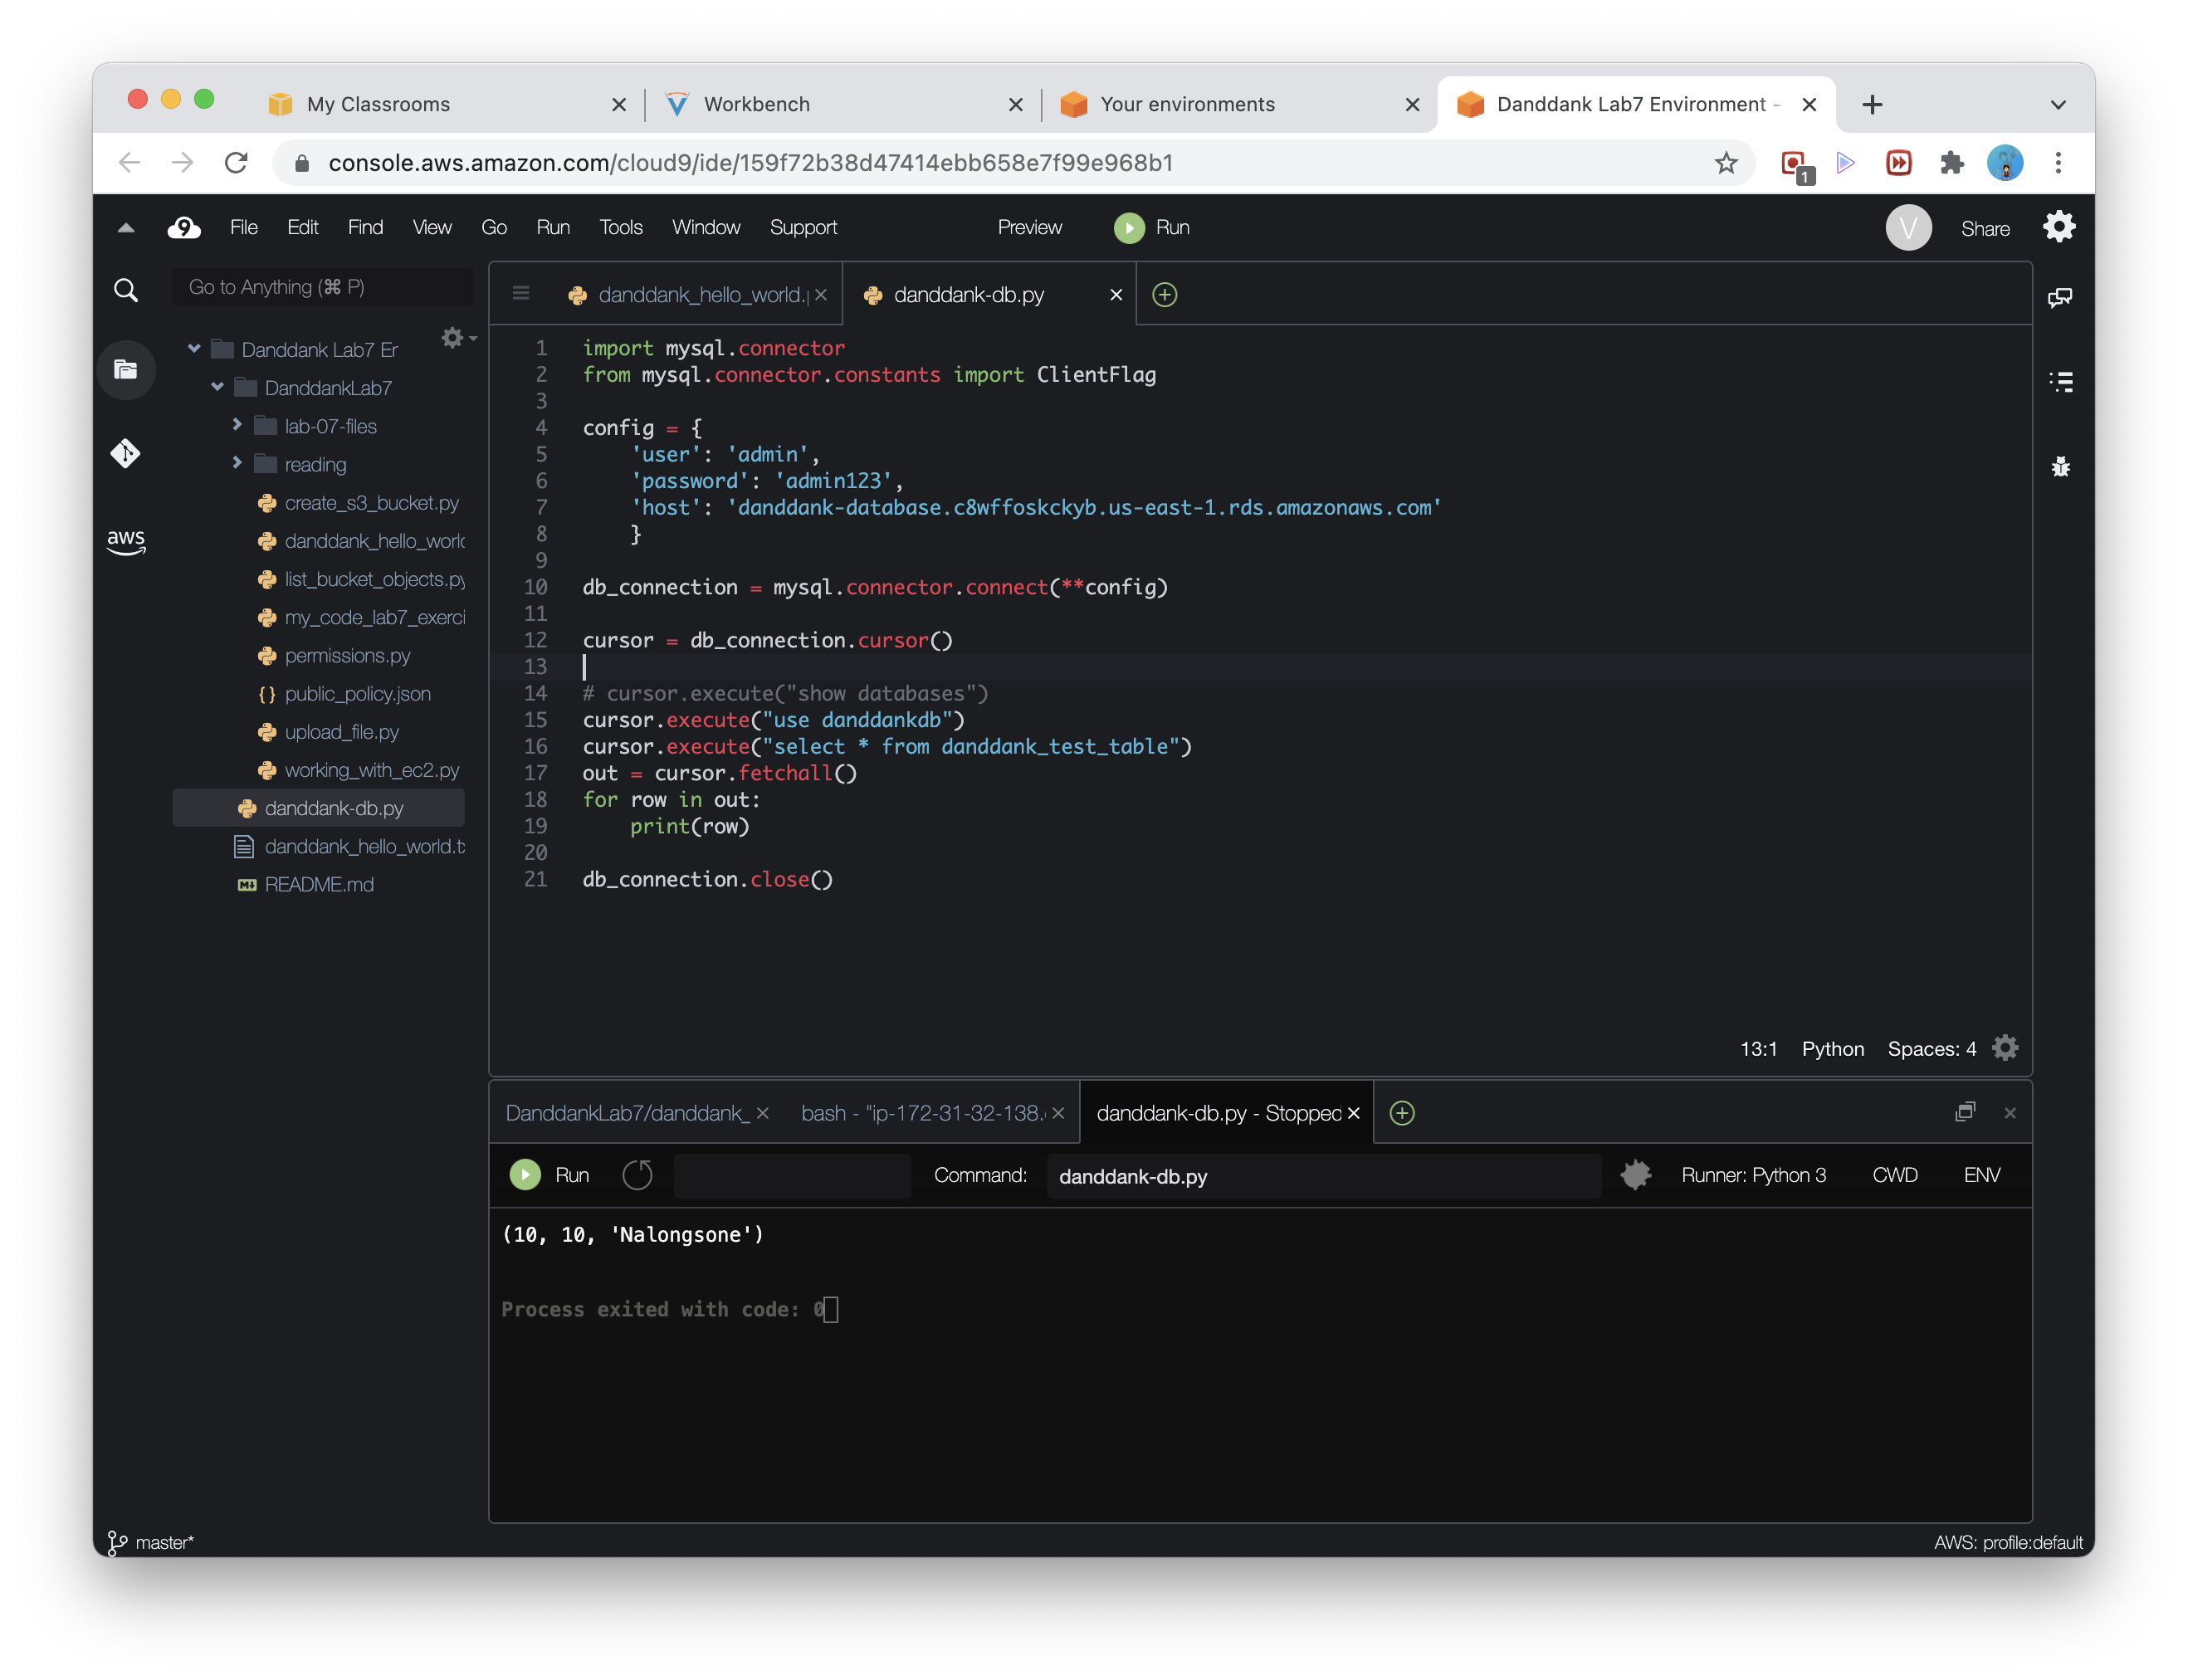 My Classrooms
Workbench
Your environments
Danddank Lab7 Environment -
console.aws.amazon.com/cloud9/ide/159f72b38d47414ebb658e7f99e968b1
1
9 File Edit Find View Go Run Tools Window Support Preview Run
V Share
Go to Anything (⌘ P)
aws
Danddank Lab7 Er
DanddankLab7
lab-07-files
reading
create_s3_bucket.py
danddank_hello_worlc
list_bucket_objects.py
my_code_lab7_exerci
permissions.py
{} public_policy.json
upload_file.py
working_with_ec2.py
danddank-db.py
danddank_hello_world.tx
M↓ README.md
danddank_hello_world.p
danddank-db.py
1 import mysql.connector
2 from mysql.connector.constants import ClientFlag
3
4 config = {
5     'user': 'admin',
6     'password': 'admin123',
7     'host': 'danddank-database.c8wffoskckyb.us-east-1.rds.amazonaws.com'
8     }
9
10 db_connection = mysql.connector.connect(**config)
11
12 cursor = db_connection.cursor()
13
14 # cursor.execute("show databases")
15 cursor.execute("use danddankdb")
16 cursor.execute("select * from danddank_test_table")
17 out = cursor.fetchall()
18 for row in out:
19     print(row)
20
21 db_connection.close()
13:1 Python Spaces: 4
DanddankLab7/danddank_
bash - "ip-172-31-32-138.
danddank-db.py - Stopped
Run Command: danddank-db.py Runner: Python 3 CWD ENV
(10, 10, 'Nalongsone')
Process exited with code: 0
master*
AWS: profile:default